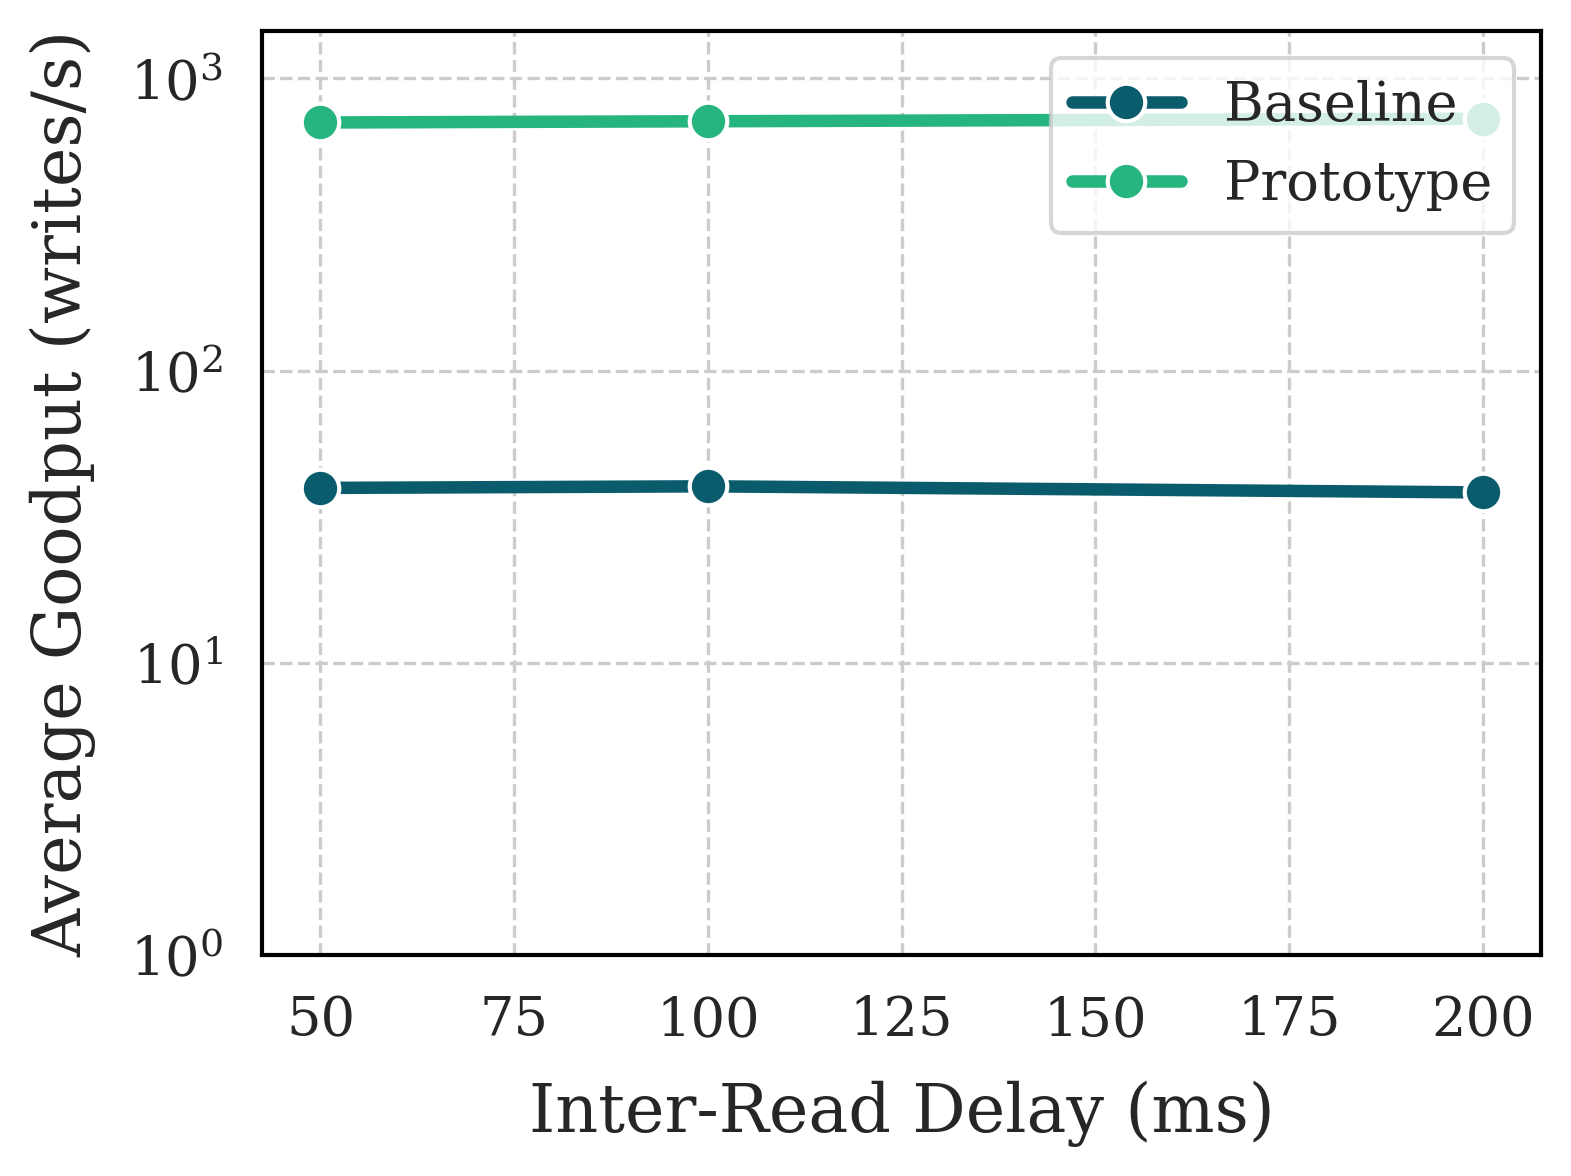 Average Goodput (writes/s)
10³
10²
10¹
10⁰
Baseline
Prototype
50 75 100 125 150 175 200
Inter-Read Delay (ms)